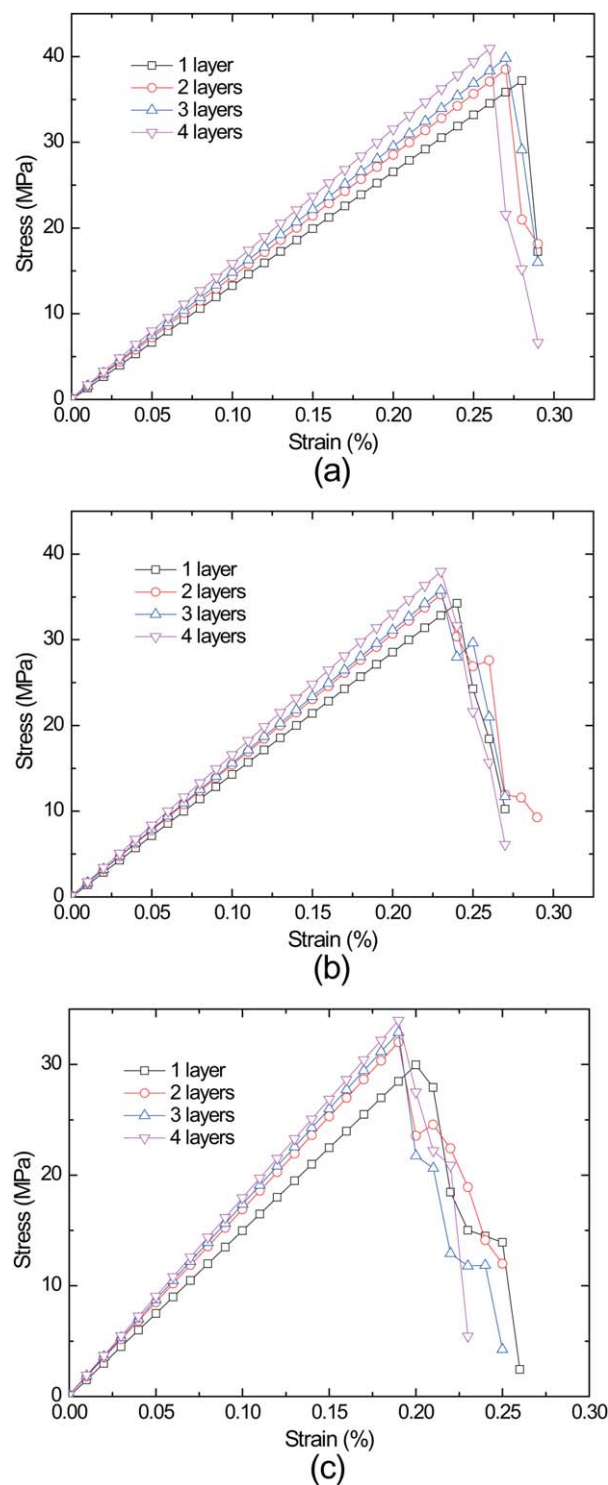 40
30
20
10
0
Stress (MPa)
1 layer
2 layers
3 layers
4 layers
0.00 0.05 0.10 0.15 0.20 0.25 0.30
Strain (%)
(a)
40
30
20
10
0
Stress (MPa)
1 layer
2 layers
3 layers
4 layers
0.00 0.05 0.10 0.15 0.20 0.25 0.30
Strain (%)
(b)
30
20
10
0
Stress (MPa)
1 layer
2 layers
3 layers
4 layers
0.00 0.05 0.10 0.15 0.20 0.25 0.30
Strain (%)
(c)